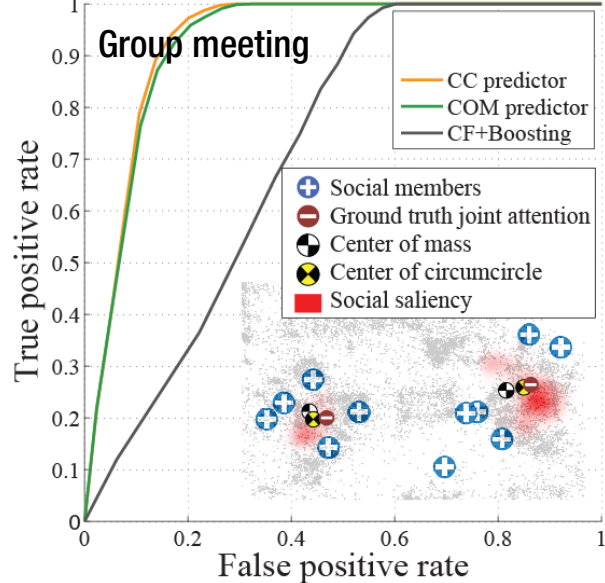 Group meeting
CC predictor
COM predictor
CF+Boosting
Social members
Ground truth joint attention
Center of mass
Center of circumcircle
Social saliency
True positive rate
1
0.9
0.8
0.7
0.6
0.5
0.4
0.3
0.2
0.1
0
0
0.2
0.4
0.6
0.8
1
False positive rate